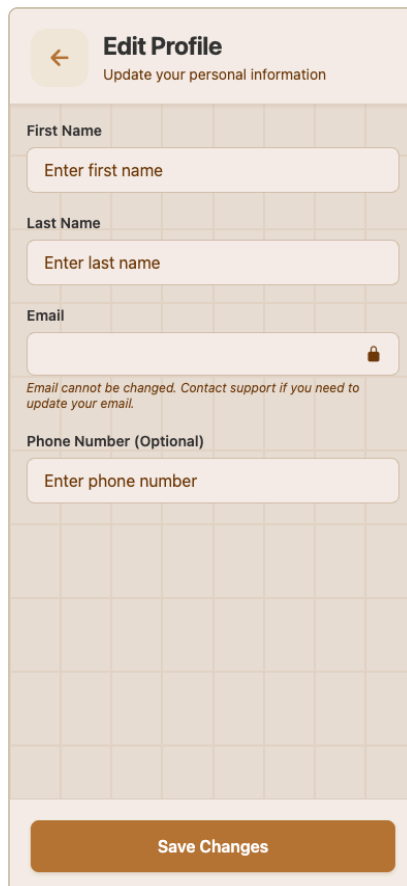 Edit Profile
Update your personal information
First Name
Enter first name
Last Name
Enter last name
Email
Email cannot be changed. Contact support if you need to
update your email.
Phone Number (Optional)
Enter phone number
Save Changes